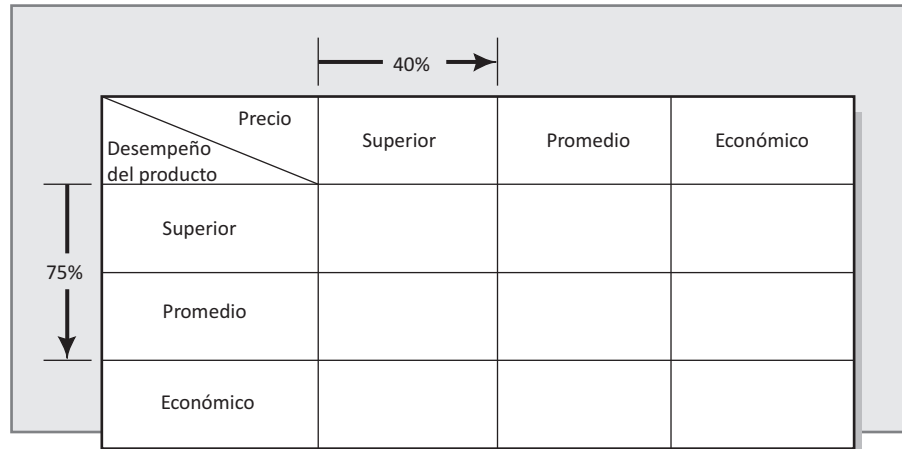 40%
Precio
Desempeño
del producto
Superior
Promedio
Económico
Superior
75%
Promedio
Económico